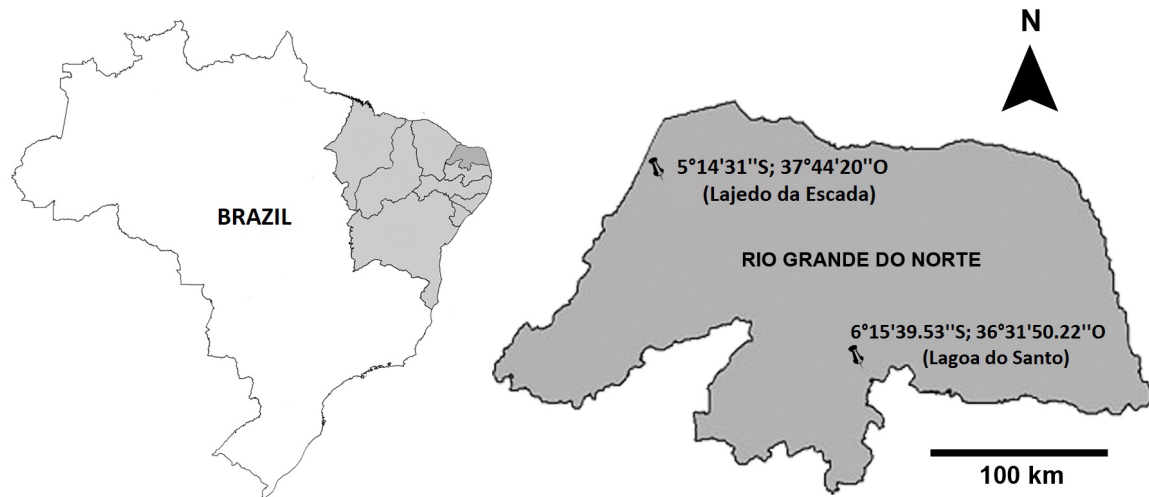 BRAZIL
N
5°14'31''S; 37°44'20''O
(Lajedo da Escada)
RIO GRANDE DO NORTE
6°15'39.53''S; 36°31'50.22''O
(Lagoa do Santo)
100 km